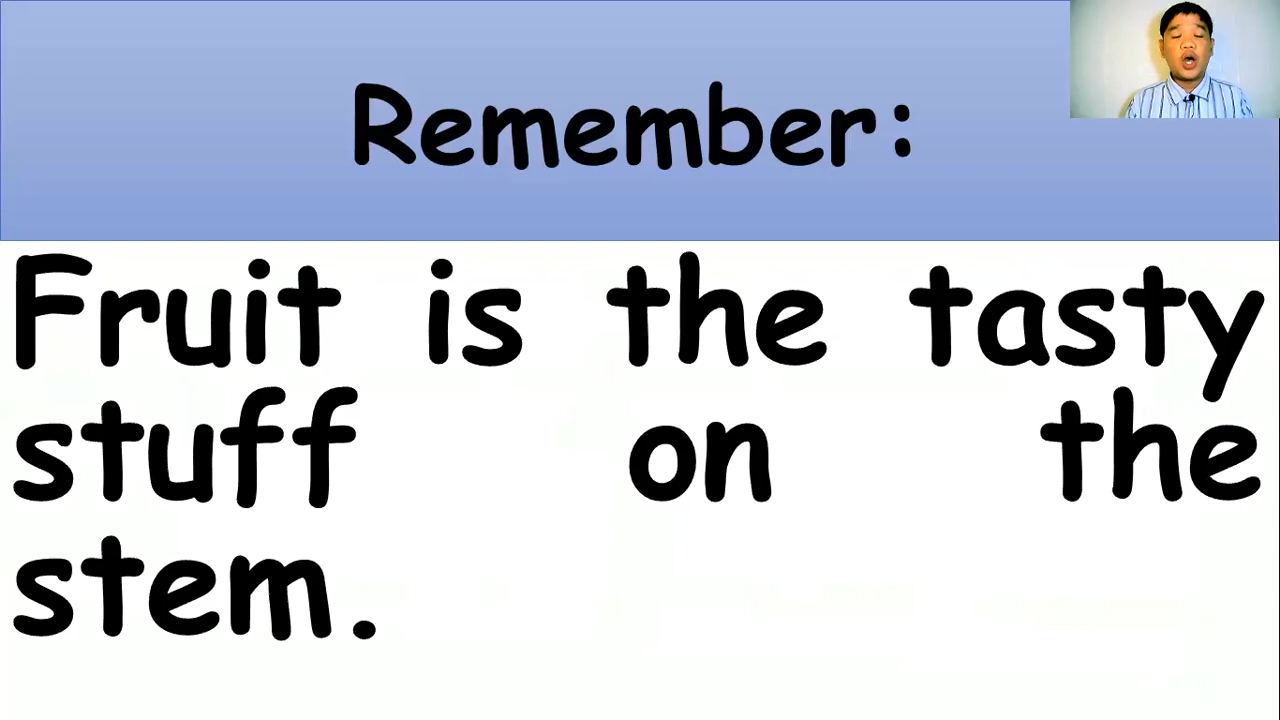 Remember:
Fruit is the tasty
stuff on the
stem.